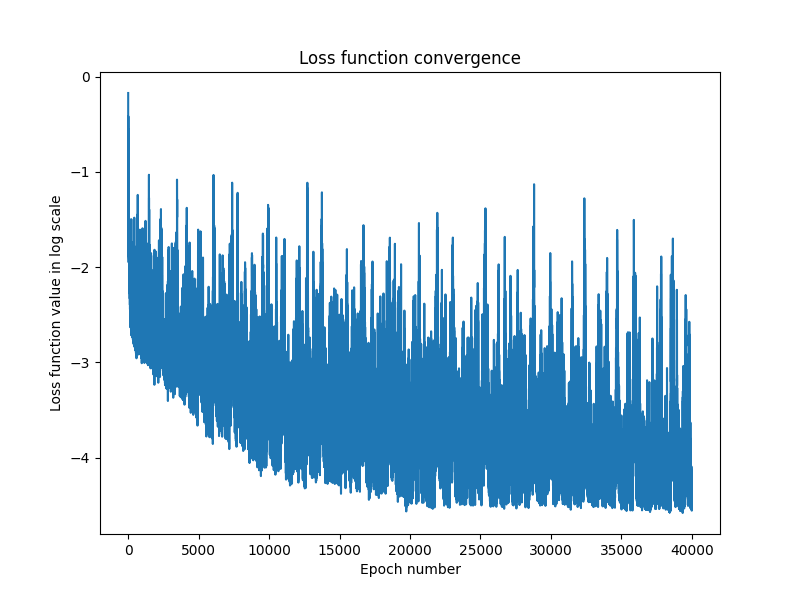 Loss function convergence
Loss function value in log scale
0
−1
−2
−3
−4
0 5000 10000 15000 20000 25000 30000 35000 40000
Epoch number